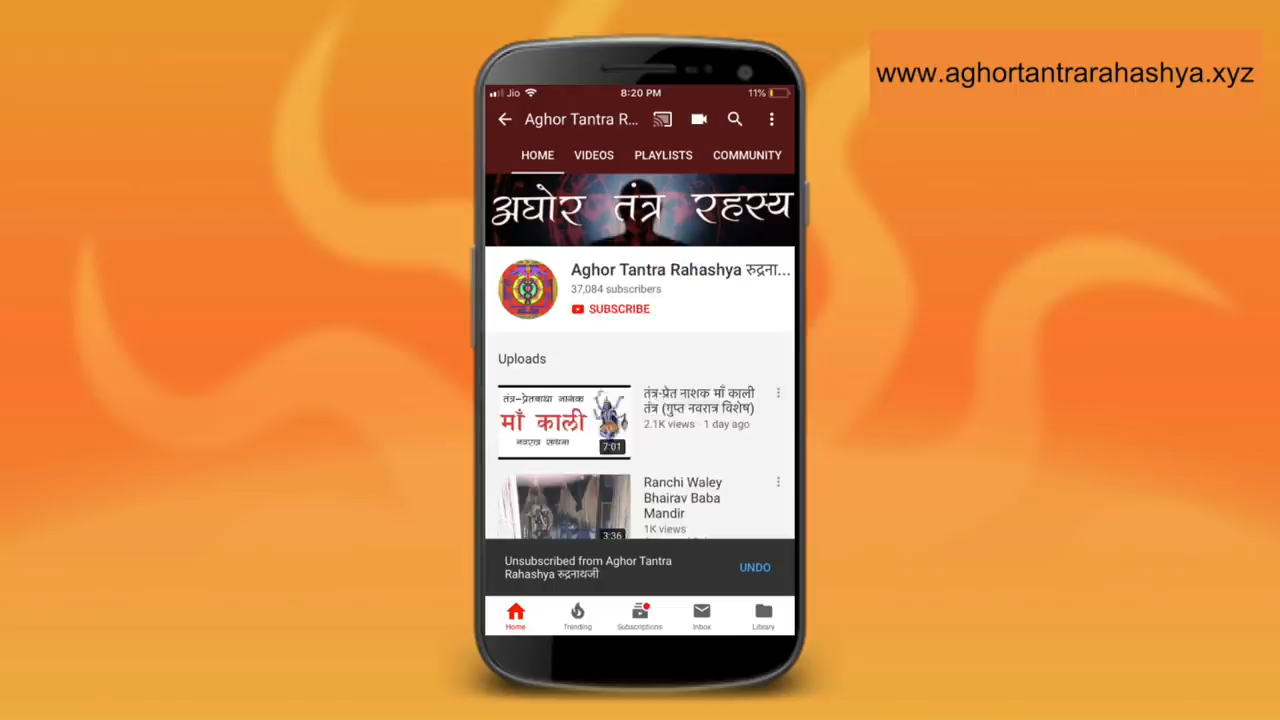 www.aghortantrarahashya.xyz
Jio 8:20 PM 11%
Aghor Tantra R...
HOME VIDEOS PLAYLISTS COMMUNITY
अघोर तंत्र रहस्य
Aghor Tantra Rahashya रुद्रना...
37,084 subscribers
SUBSCRIBE
Uploads
माँ काली
7:01
तंत्र-प्रेत नाशक माँ काली
तंत्र (गुप्त नवरात्र विशेष)
2.1K views · 1 day ago
3:36
Ranchi Waley
Bhairav Baba
Mandir
1K views
Unsubscribed from Aghor Tantra
Rahashya रुद्रनाथजी
UNDO
Home Trending Subscriptions Inbox Library